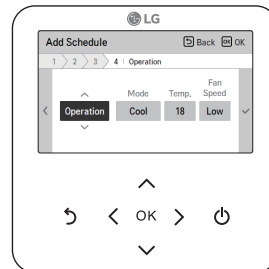 LG
Add Schedule Back OK OK
1 2 3 4 Operation
Mode Temp. Fan Speed
Operation Cool 18 Low
OK